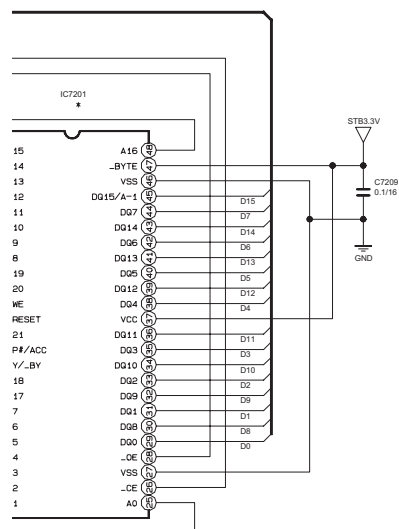 IC7201
*
STB3.3V
C7209
0.1/16
GND
15 A16 48
14 _BYTE 47
13 VSS 46
12 DQ15/A-1 45 D15
11 DQ7 44 D7
10 DQ14 43 D14
9 DQ6 42 D6
8 DQ13 41 D13
19 DQ5 40 D5
20 DQ12 39 D12
WE DQ4 38 D4
RESET VCC 37
21 DQ11 36 D11
P#/ACC DQ3 35 D3
Y/_BY DQ10 34 D10
18 DQ2 33 D2
17 DQ9 32 D9
7 DQ1 31 D1
6 DQ8 30 D8
5 DQ0 29 D0
4 _OE 28
3 VSS 27
2 _CE 26
1 A0 25